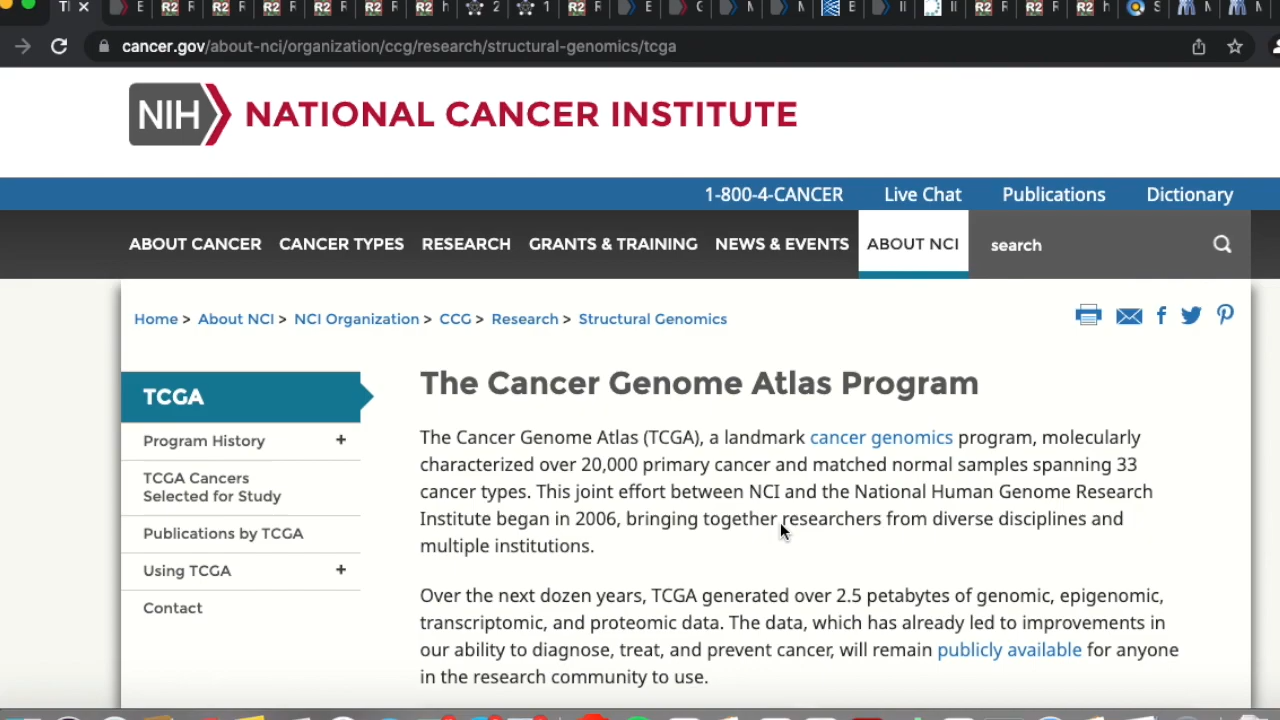 cancer.gov/about-nci/organization/ccg/research/structural-genomics/tcga
NIH NATIONAL CANCER INSTITUTE
1-800-4-CANCER Live Chat Publications Dictionary
ABOUT CANCER CANCER TYPES RESEARCH GRANTS & TRAINING NEWS & EVENTS ABOUT NCI search
Home > About NCI > NCI Organization > CCG > Research > Structural Genomics
TCGA
Program History +
TCGA Cancers
Selected for Study
Publications by TCGA
Using TCGA +
Contact
The Cancer Genome Atlas Program
The Cancer Genome Atlas (TCGA), a landmark cancer genomics program, molecularly
characterized over 20,000 primary cancer and matched normal samples spanning 33
cancer types. This joint effort between NCI and the National Human Genome Research
Institute began in 2006, bringing together researchers from diverse disciplines and
multiple institutions.
Over the next dozen years, TCGA generated over 2.5 petabytes of genomic, epigenomic,
transcriptomic, and proteomic data. The data, which has already led to improvements in
our ability to diagnose, treat, and prevent cancer, will remain publicly available for anyone
in the research community to use.